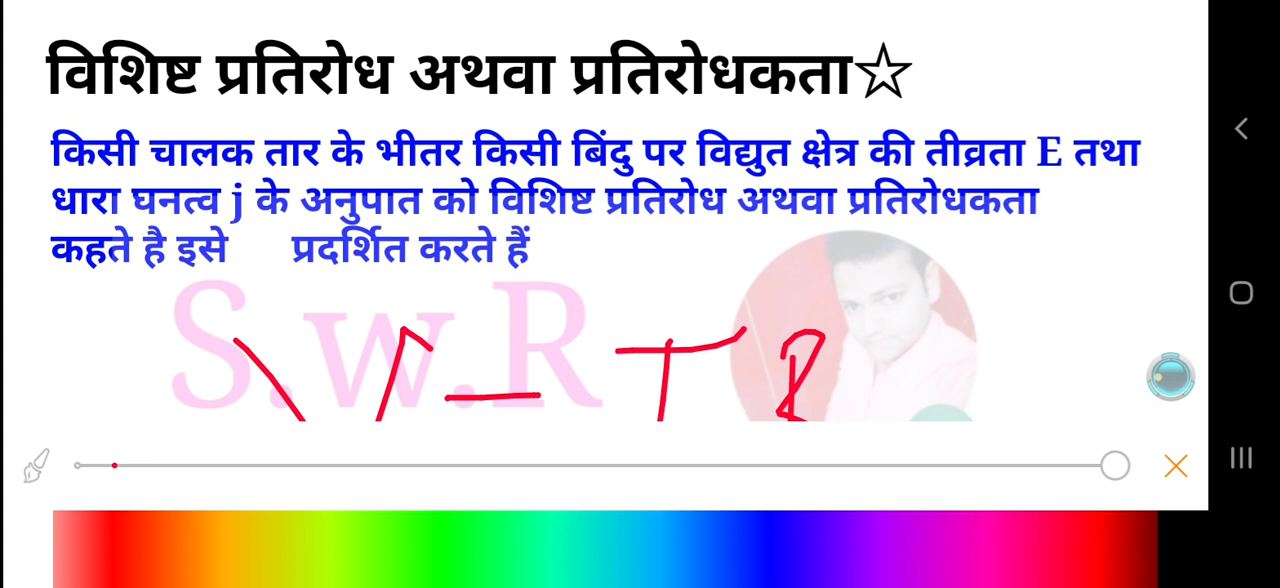 विशिष्ट प्रतिरोध अथवा प्रतिरोधकता☆
किसी चालक तार के भीतर किसी बिंदु पर विद्युत क्षेत्र की तीव्रता E तथा
धारा घनत्व j के अनुपात को विशिष्ट प्रतिरोध अथवा प्रतिरोधकता
कहते है इसे प्रदर्शित करते हैं
S.w.R